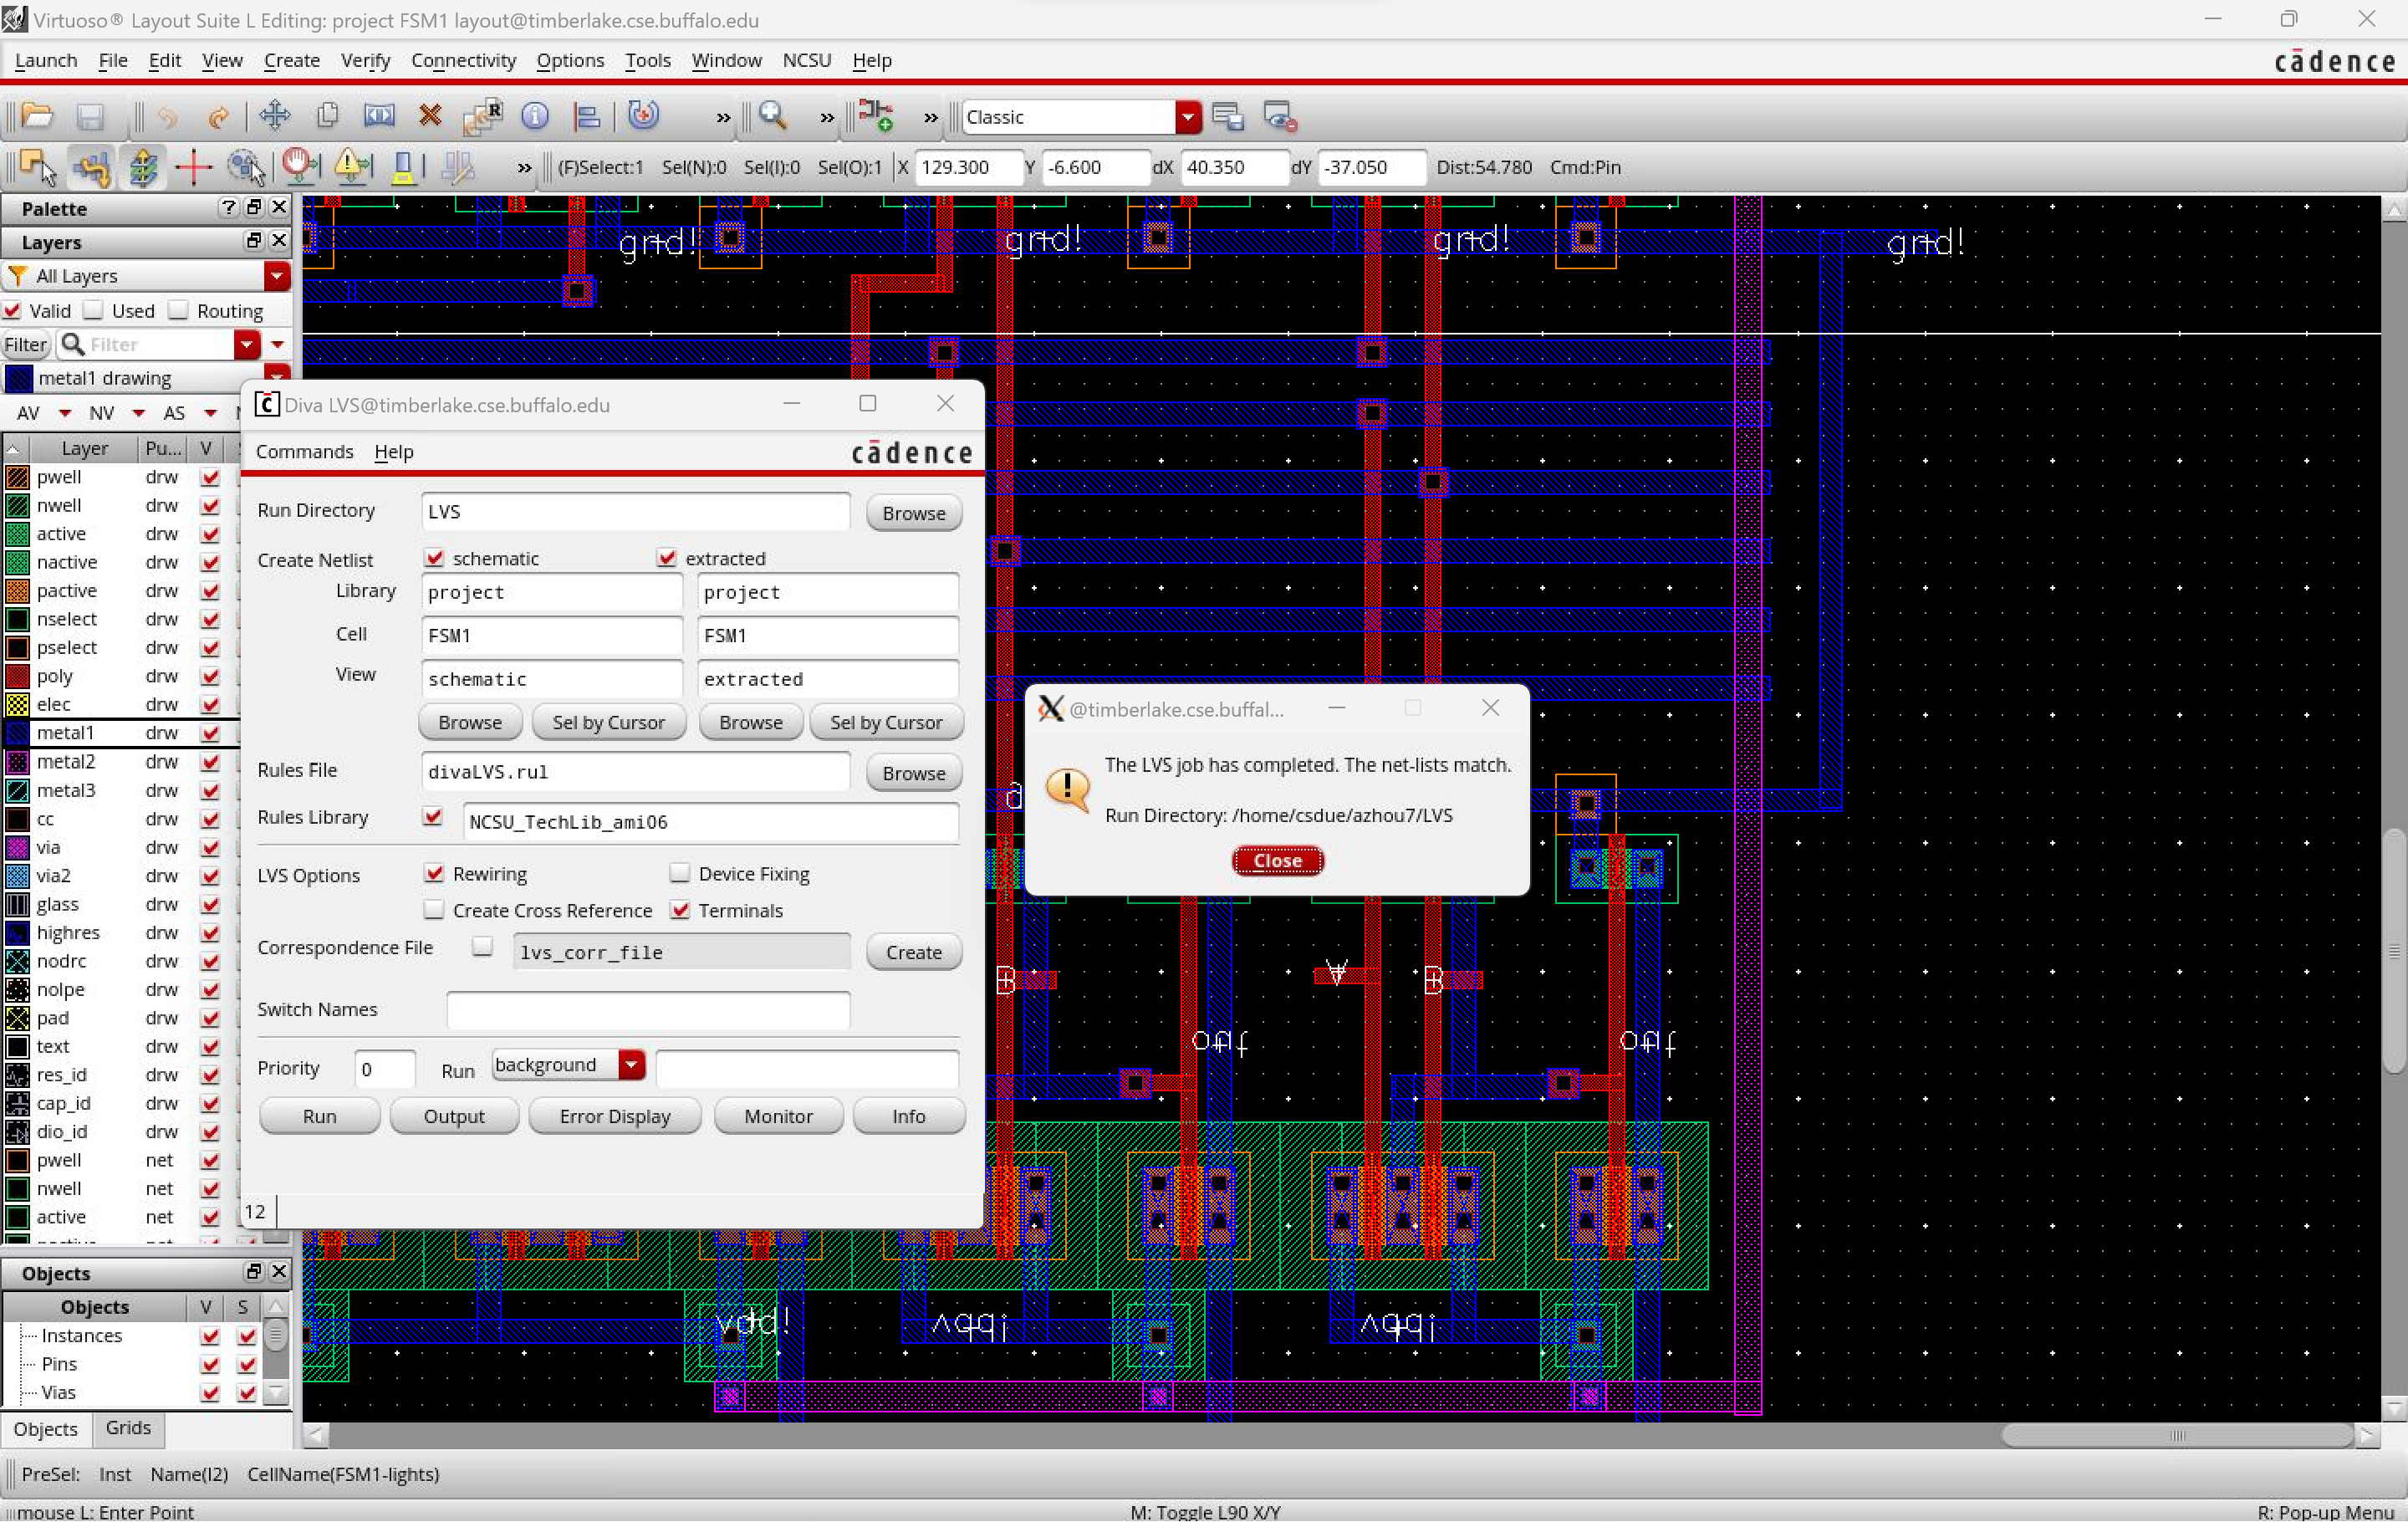 Virtuoso® Layout Suite L Editing: project FSM1 layout@timberlake.cse.buffalo.edu
Launch File Edit View Create Verify Connectivity Options Tools Window NCSU Help
cādence
R
»
»
»
Classic
» (F)Select:1 Sel(N):0 Sel(I):0 Sel(O):1 X 129.300 Y -6.600 dX 40.350 dY -37.050 Dist:54.780 Cmd:Pin
Palette
Layers
All Layers
Valid Used Routing
Filter Filter
metal1 drawing
AV NV AS
Layer Pu... V
pwell drw
nwell drw
active drw
nactive drw
pactive drw
nselect drw
pselect drw
poly drw
elec drw
metal1 drw
metal2 drw
metal3 drw
cc drw
via drw
via2 drw
glass drw
highres drw
nodrc drw
nolpe drw
pad drw
text drw
res_id drw
cap_id drw
dio_id drw
pwell net
nwell net
active net
Objects
Objects V S
Instances
Pins
Vias
Objects Grids
gnd! gnd! gnd! gnd!
Diva LVS@timberlake.cse.buffalo.edu
Commands Help
cādence
Run Directory LVS Browse
Create Netlist schematic extracted
Library project project
Cell FSM1 FSM1
View schematic extracted
Browse Sel by Cursor Browse Sel by Cursor
Rules File divaLVS.rul Browse
Rules Library NCSU_TechLib_ami06
LVS Options Rewiring Device Fixing
Create Cross Reference Terminals
Correspondence File lvs_corr_file Create
Switch Names
Priority 0 Run background
Run Output Error Display Monitor Info
12
@timberlake.cse.buffal...
The LVS job has completed. The net-lists match.
Run Directory: /home/csdue/azhou7/LVS
Close
B A B
vdd! vdd! vdd!
PreSel: Inst Name(I2) CellName(FSM1-lights)
mouse L: Enter Point M: Toggle L90 X/Y R: Pop-up Menu